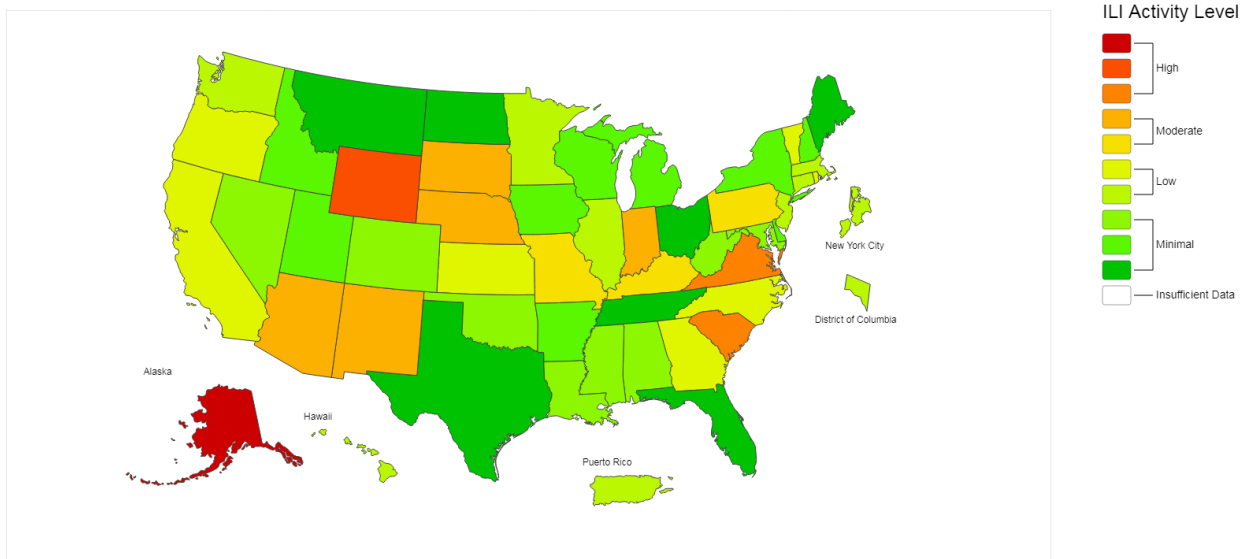 ILI Activity Level
High
Moderate
Low
Minimal
Insufficient Data
New York City
District of Columbia
Alaska
Hawaii
Puerto Rico